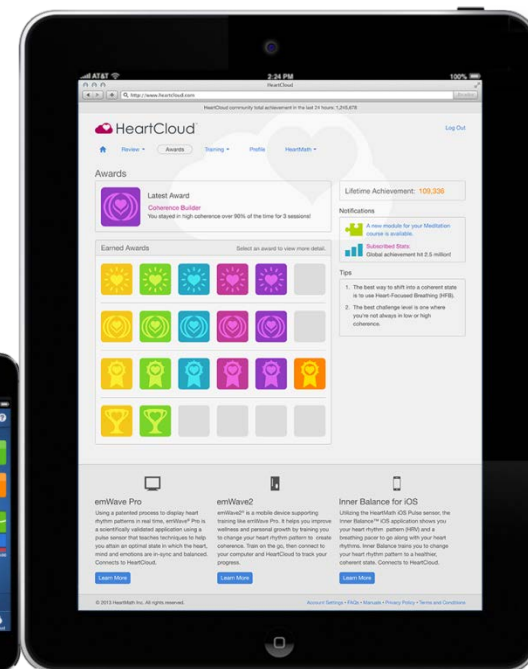 AT&T
2:24 PM
100%
HeartCloud
http://www.heartcloud.com
HeartCloud community total achievement in the last 24 hours: 1,245,678
HeartCloud
Log Out
Review
Awards
Training
Profile
HeartMath
Awards
Latest Award
Coherence Builder
You stayed in high coherence over 90% of the time for 3 sessions!
Lifetime Achievement: 109,336
Notifications
A new module for your Meditation
course is available.
Subscribed Stats:
Global achievement hit 2.5 million!
Earned Awards
Select an award to view more detail.
Tips
1. The best way to shift into a coherent state
is to use Heart-Focused Breathing (HFB).
2. The best challenge level is one where
you're not always in low or high
coherence.
emWave Pro
Using a patented process to display heart
rhythm patterns in real time, emWave® Pro is
a scientifically validated application using a
pulse sensor that teaches techniques to help
you attain an optimal state in which the heart,
mind and emotions are in-sync and balanced.
Connects to HeartCloud.
Learn More
emWave2
emWave2® is a mobile device supporting
training like emWave Pro. It helps you improve
wellness and personal growth by training you
to change your heart rhythm pattern to create
coherence. Train on the go, then connect to
your computer and HeartCloud to track your
progress.
Learn More
Inner Balance for iOS
Utilizing the HeartMath iOS Pulse sensor, the
Inner Balance™ iOS application shows you
your heart rhythm pattern (HRV) and a
breathing pacer to go along with your heart
rhythms. Inner Balance trains you to change
your heart rhythm pattern to a healthier,
coherent state. Connects to HeartCloud.
Learn More
© 2013 HeartMath Inc. All rights reserved.
Account Settings • FAQs • Manuals • Privacy Policy • Terms and Conditions